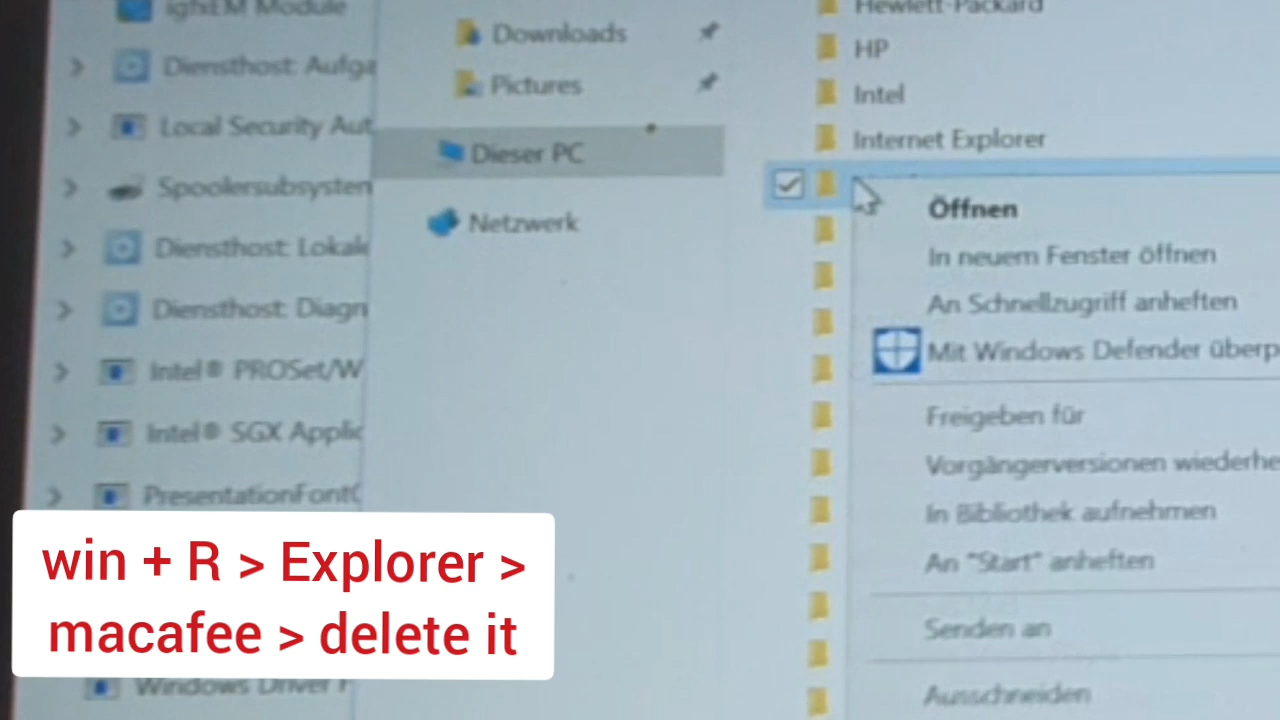 ighEM Module
Diensthost: Aufga
Local Security Aut
Spoolersubsystem
Diensthost: Lokale
Diensthost: Diagn
Intel® PROSet/W
Intel® SGX Applic
PresentationFontC
Windows Driver F
Downloads
Pictures
Dieser PC
Netzwerk
Hewlett-Packard
HP
Intel
Internet Explorer
Öffnen
In neuem Fenster öffnen
An Schnellzugriff anheften
Mit Windows Defender überp
Freigeben für
Vorgängerversionen wiederhe
In Bibliothek aufnehmen
An "Start" anheften
Senden an
Ausschneiden
win + R > Explorer >
macafee > delete it